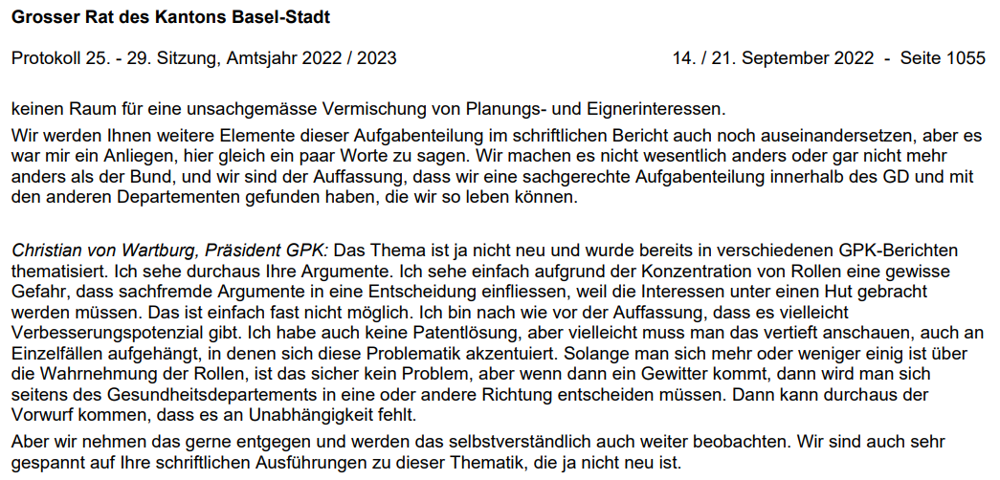 Grosser Rat des Kantons Basel-Stadt
Protokoll 25. - 29. Sitzung, Amtsjahr 2022 / 2023 14. / 21. September 2022 - Seite 1055
keinen Raum für eine unsachgemässe Vermischung von Planungs- und Eignerinteressen.
Wir werden Ihnen weitere Elemente dieser Aufgabenteilung im schriftlichen Bericht auch noch auseinandersetzen, aber es
war mir ein Anliegen, hier gleich ein paar Worte zu sagen. Wir machen es nicht wesentlich anders oder gar nicht mehr
anders als der Bund, und wir sind der Auffassung, dass wir eine sachgerechte Aufgabenteilung innerhalb des GD und mit
den anderen Departementen gefunden haben, die wir so leben können.
Christian von Wartburg, Präsident GPK: Das Thema ist ja nicht neu und wurde bereits in verschiedenen GPK-Berichten
thematisiert. Ich sehe durchaus Ihre Argumente. Ich sehe einfach aufgrund der Konzentration von Rollen eine gewisse
Gefahr, dass sachfremde Argumente in eine Entscheidung einfliessen, weil die Interessen unter einen Hut gebracht
werden müssen. Das ist einfach fast nicht möglich. Ich bin nach wie vor der Auffassung, dass es vielleicht
Verbesserungspotenzial gibt. Ich habe auch keine Patentlösung, aber vielleicht muss man das vertieft anschauen, auch an
Einzelfällen aufgehängt, in denen sich diese Problematik akzentuiert. Solange man sich mehr oder weniger einig ist über
die Wahrnehmung der Rollen, ist das sicher kein Problem, aber wenn dann ein Gewitter kommt, dann wird man sich
seitens des Gesundheitsdepartements in eine oder andere Richtung entscheiden müssen. Dann kann durchaus der
Vorwurf kommen, dass es an Unabhängigkeit fehlt.
Aber wir nehmen das gerne entgegen und werden das selbstverständlich auch weiter beobachten. Wir sind auch sehr
gespannt auf Ihre schriftlichen Ausführungen zu dieser Thematik, die ja nicht neu ist.